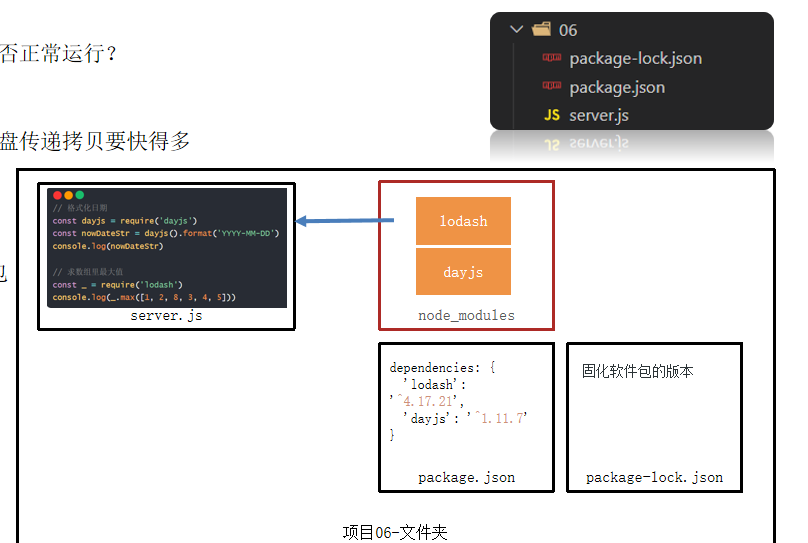 否正常运行？
06
package-lock.json
package.json
JS server.js
盘传递拷贝要快得多
// 格式化日期
const dayjs = require('dayjs')
const nowDateStr = dayjs().format('YYYY-MM-DD')
console.log(nowDateStr)
// 求数组里最大值
const _ = require('lodash')
console.log(_.max([1, 2, 8, 3, 4, 5]))
server.js
lodash
dayjs
node_modules
dependencies: {
'lodash':
'^4.17.21',
'dayjs': '^1.11.7'
}
package.json
固化软件包的版本
package-lock.json
项目06-文件夹